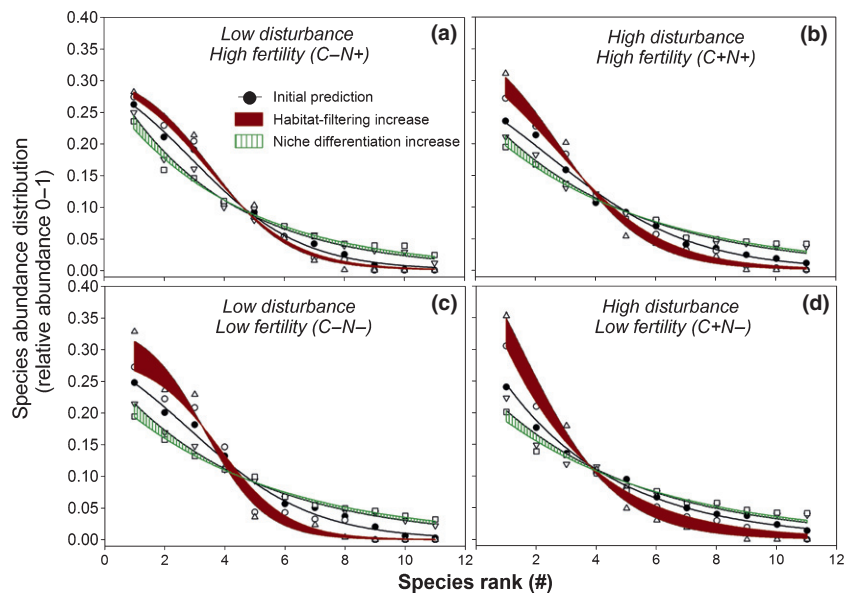 0.40
0.35
0.30
0.25
0.20
0.15
0.10
0.05
0.00
Low disturbance
High fertility (C–N+)
(a)
Initial prediction
Habitat-filtering increase
Niche differentiation increase
High disturbance
High fertility (C+N+)
(b)
0.40
0.35
0.30
0.25
0.20
0.15
0.10
0.05
0.00
Low disturbance
Low fertility (C–N–)
(c)
High disturbance
Low fertility (C+N–)
(d)
0 2 4 6 8 10 12
0 2 4 6 8 10 12
Species abundance distribution
(relative abundance 0–1)
Species rank (#)